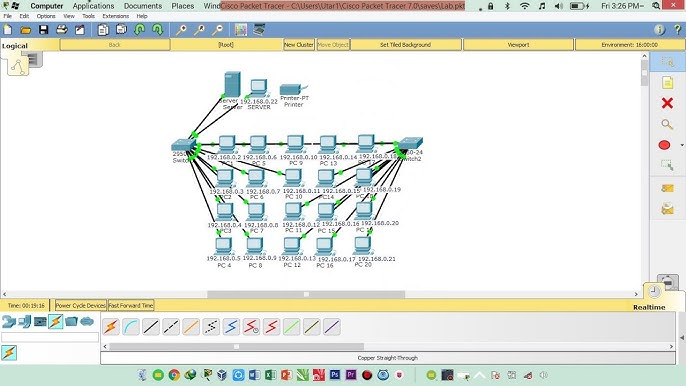 Computer Applications Documents Places Wind Cisco Packet Tracer - C:\Users\Utar1\Cisco Packet Tracer 7.0\saves\Lab.pk Fri 3:26 PM
File Edit Options View Tools Extensions Help
Logical Back [Root] New Cluster Move Object Set Tiled Background Viewport Environment: 16:00:00
192.168.0.22
Server SERVER Printer-PT
Server Printer
192.168.0.2 192.168.0.6 192.168.0.10 192.168.0.14
Switch PC 5 PC 9 PC 13
192.168.0.3 192.168.0.7 192.168.0.11 192.168.0.15 192.168.0.19
PC2 PC 6 PC 10 PC14
192.168.0.4 192.168.0.8 192.168.0.12 192.168.0.16 192.168.0.20
PC3 PC 7 PC 11 PC 15
192.168.0.5 192.168.0.9 192.168.0.13 192.168.0.17 192.168.0.21
PC 4 PC 8 PC 12 PC 16 PC 20
Time: 00:19:16 Power Cycle Devices Fast Forward Time Realtime
Copper Straight-Through